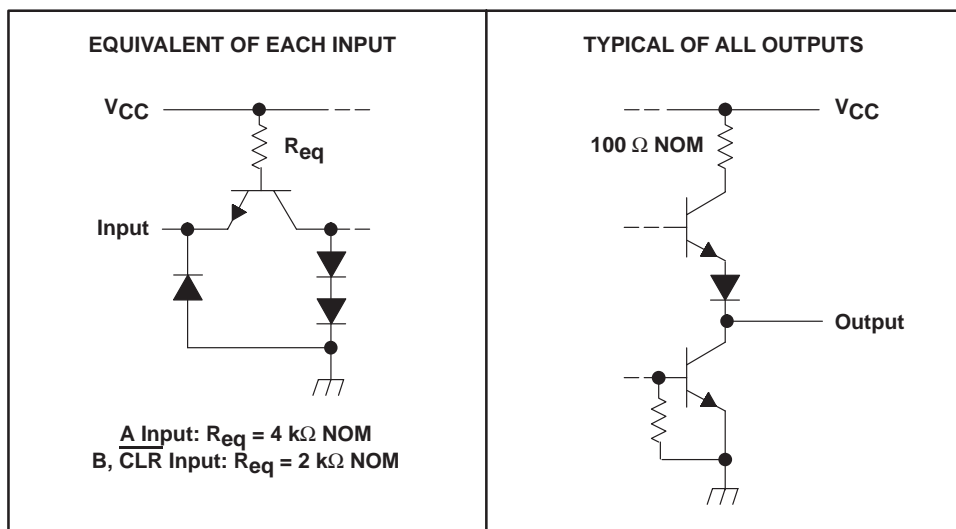 EQUIVALENT OF EACH INPUT
VCC
Req
Input
A Input: Req = 4 kΩ NOM
B, C̅L̅R̅ Input: Req = 2 kΩ NOM
TYPICAL OF ALL OUTPUTS
VCC
100 Ω NOM
Output